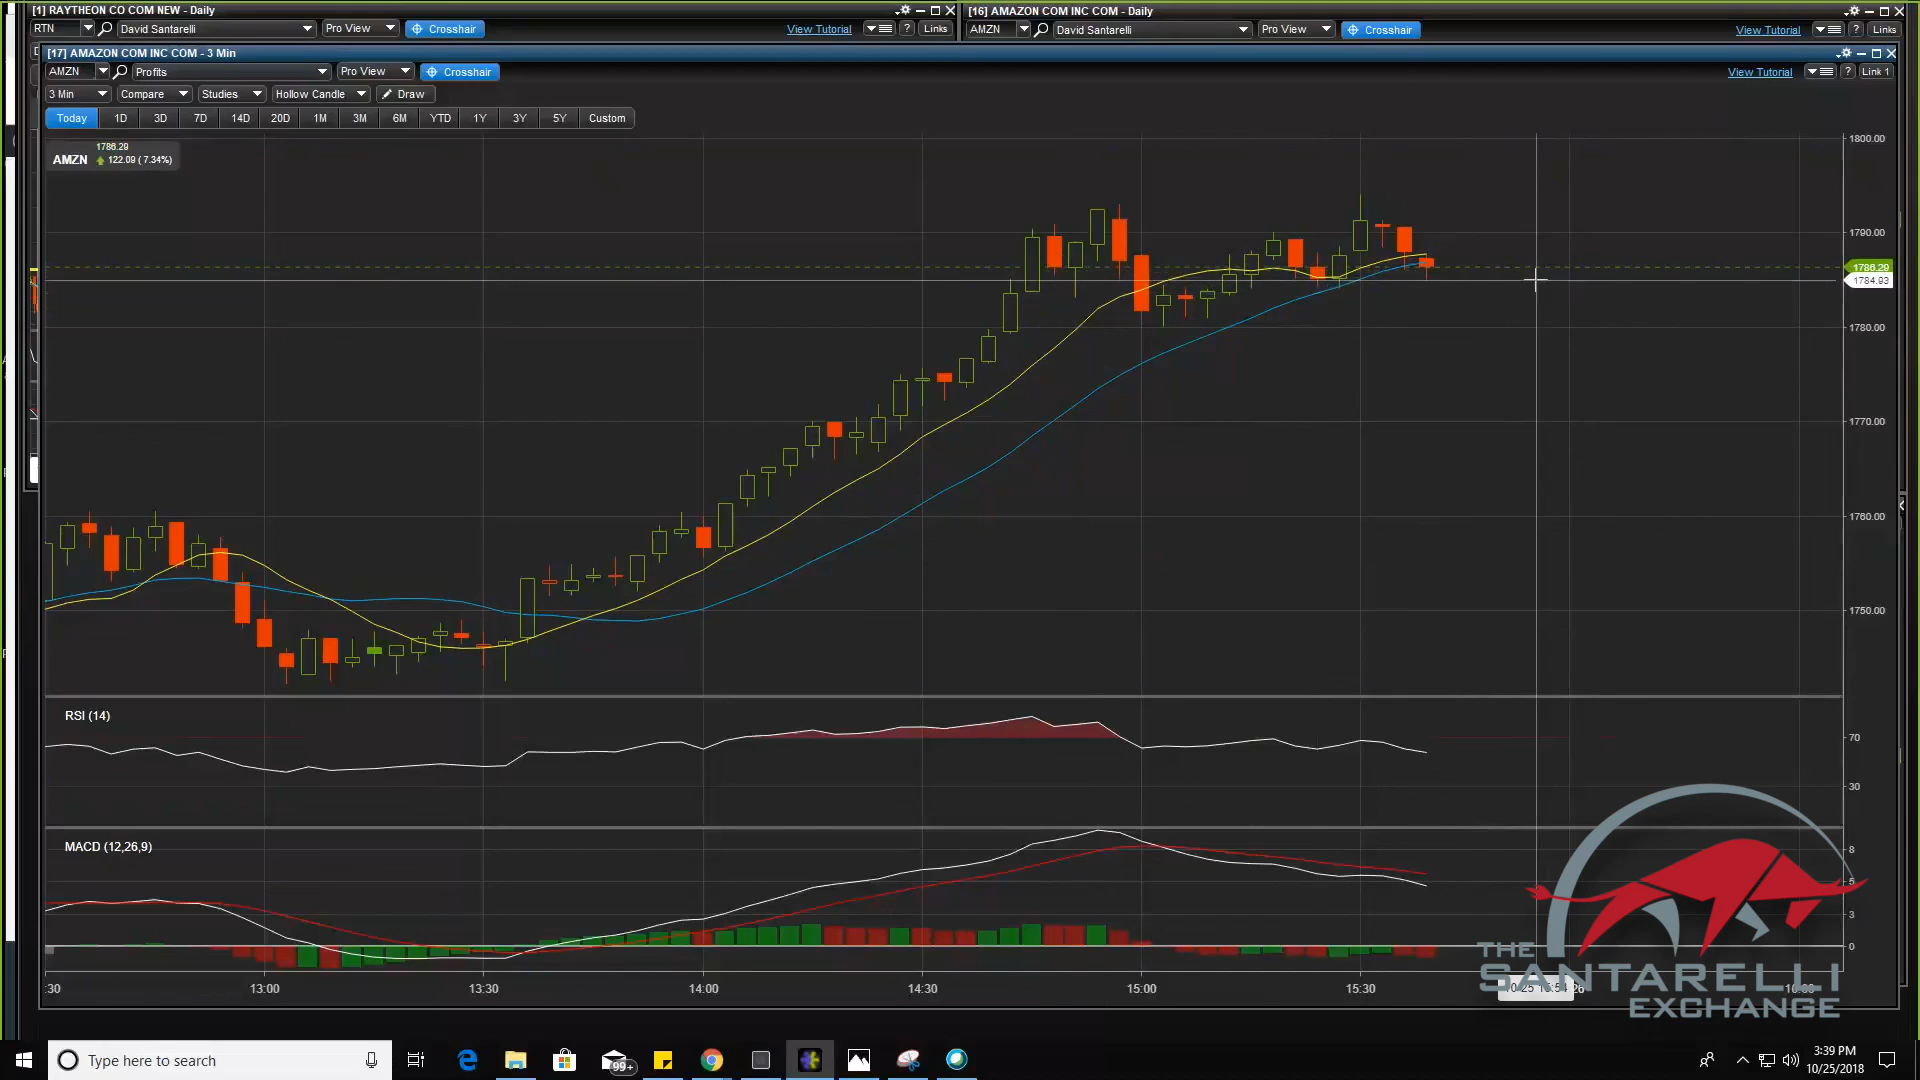 [1] RAYTHEON CO COM NEW - Daily
[16] AMAZON COM INC COM - Daily
RTN David Santarelli Pro View Crosshair View Tutorial ? Links
AMZN David Santarelli Pro View Crosshair View Tutorial ? Links
[17] AMAZON COM INC COM - 3 Min
AMZN Profits Pro View Crosshair View Tutorial ? Link 1
3 Min Compare Studies Hollow Candle Draw
Today 1D 3D 7D 14D 20D 1M 3M 6M YTD 1Y 3Y 5Y Custom
1800.00
AMZN 1786.29
122.09 (7.34%)
1790.00
1786.29
1784.93
1780.00
1770.00
1760.00
1750.00
RSI (14)
70
30
MACD (12,26,9)
8
5
3
0
:30 13:00 13:30 14:00 14:30 15:00 15:30
THE
SANTARELLI
EXCHANGE
Type here to search
99+
3:39 PM
10/25/2018